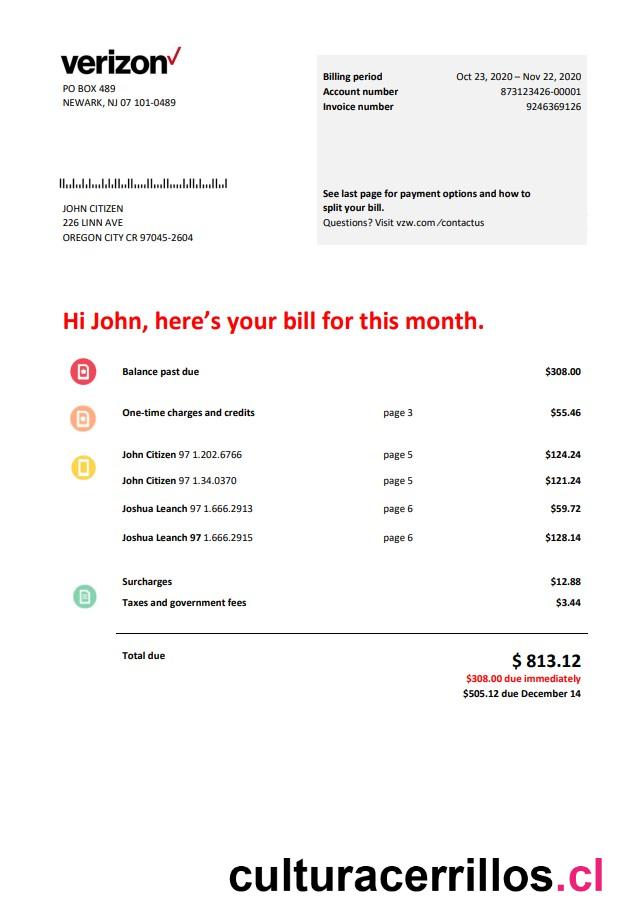 verizon✓
PO BOX 489
NEWARK, NJ 07 101-0489
Billing period Oct 23, 2020 – Nov 22, 2020
Account number 873123426-00001
Invoice number 9246369126
See last page for payment options and how to
split your bill.
Questions? Visit vzw.com/contactus
JOHN CITIZEN
226 LINN AVE
OREGON CITY CR 97045-2604
Hi John, here's your bill for this month.
Balance past due $308.00
One-time charges and credits page 3 $55.46
John Citizen 97 1.202.6766 page 5 $124.24
John Citizen 97 1.34.0370 page 5 $121.24
Joshua Leanch 97 1.666.2913 page 6 $59.72
Joshua Leanch 97 1.666.2915 page 6 $128.14
Surcharges $12.88
Taxes and government fees $3.44
Total due $ 813.12
$308.00 due immediately
$505.12 due December 14
culturacerrillos.cl